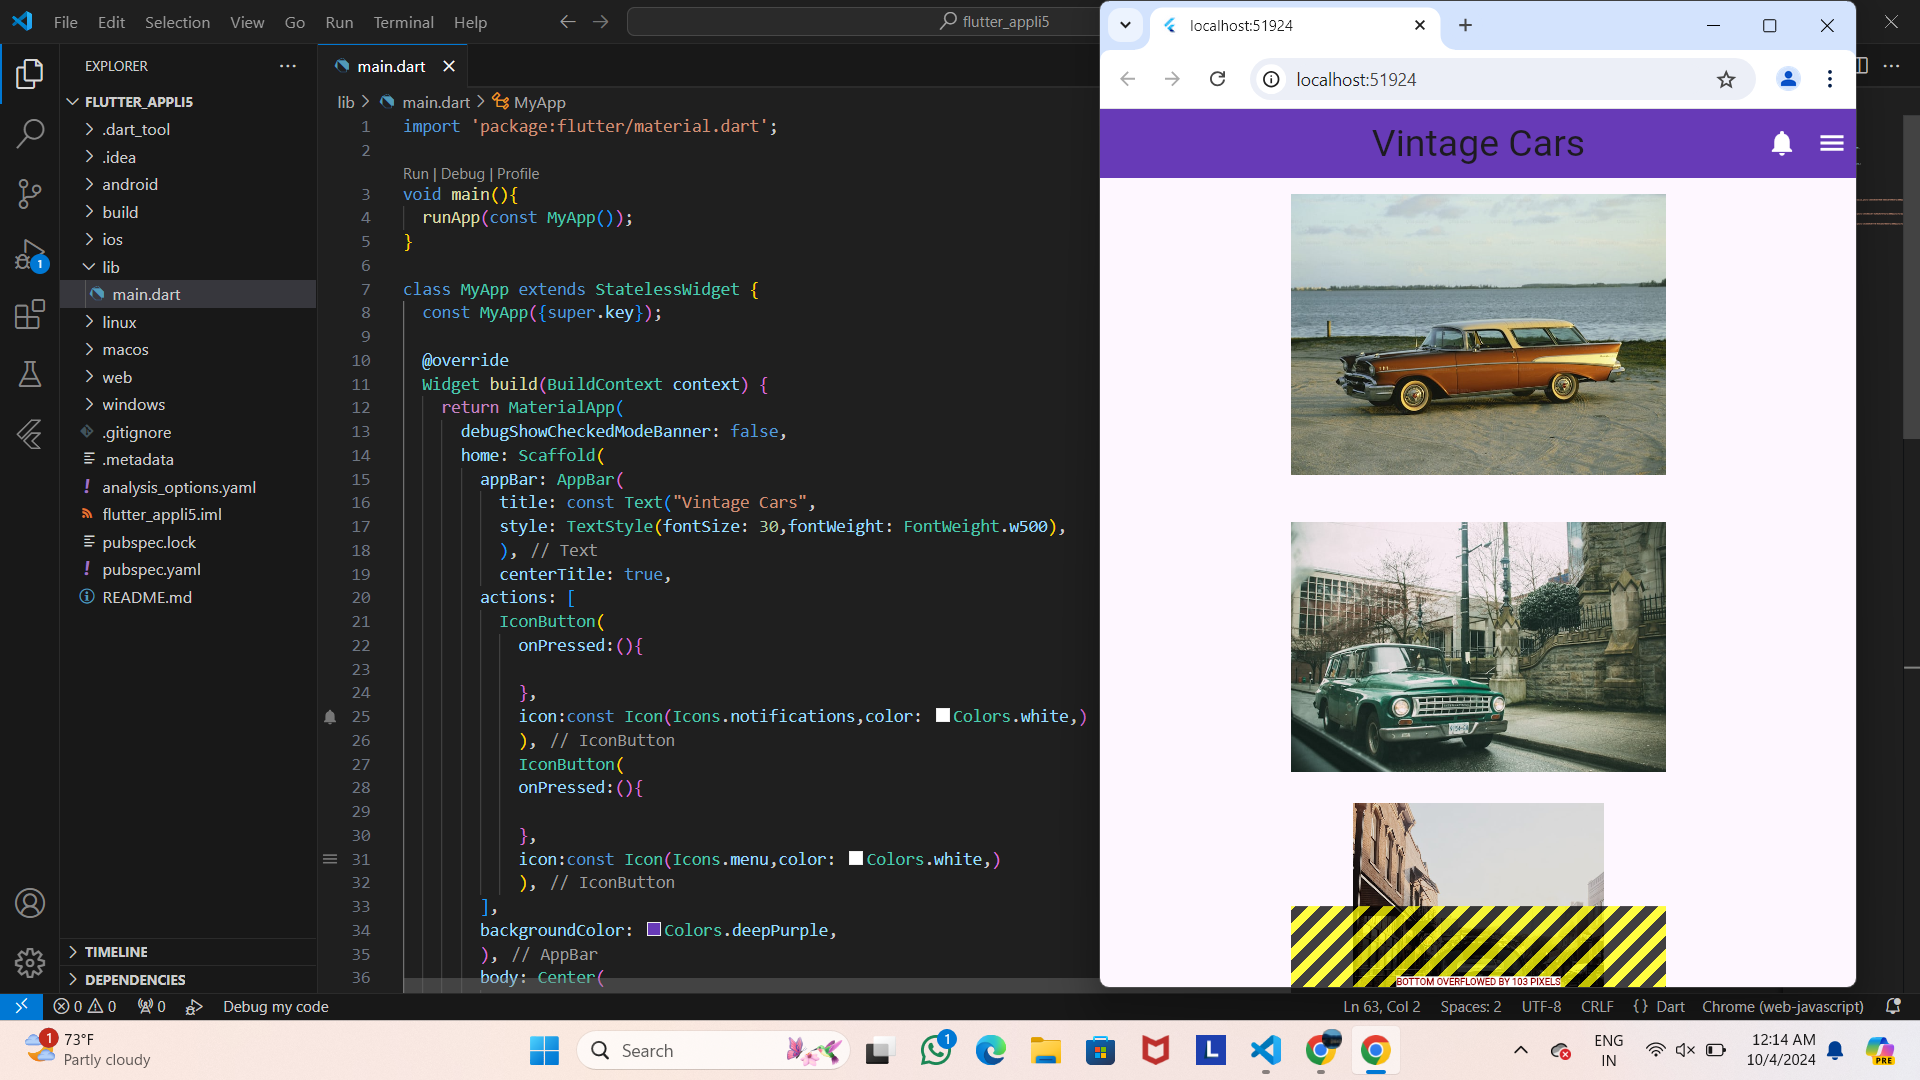 File Edit Selection View Go Run Terminal Help
flutter_appli5
EXPLORER
FLUTTER_APPLI5
.dart_tool
.idea
android
build
ios
lib
main.dart
linux
macos
web
windows
.gitignore
.metadata
analysis_options.yaml
flutter_appli5.iml
pubspec.lock
pubspec.yaml
README.md
TIMELINE
DEPENDENCIES
1
main.dart
lib > main.dart > MyApp
1 import 'package:flutter/material.dart';
2
Run | Debug | Profile
3 void main(){
4 runApp(const MyApp());
5 }
6
7 class MyApp extends StatelessWidget {
8 const MyApp({super.key});
9
10 @override
11 Widget build(BuildContext context) {
12 return MaterialApp(
13 debugShowCheckedModeBanner: false,
14 home: Scaffold(
15 appBar: AppBar(
16 title: const Text("Vintage Cars",
17 style: TextStyle(fontSize: 30,fontWeight: FontWeight.w500),
18 ), // Text
19 centerTitle: true,
20 actions: [
21 IconButton(
22 onPressed:(){
23
24 },
25 icon:const Icon(Icons.notifications,color: Colors.white,)
26 ), // IconButton
27 IconButton(
28 onPressed:(){
29
30 },
31 icon:const Icon(Icons.menu,color: Colors.white,)
32 ), // IconButton
33 ],
34 backgroundColor: Colors.deepPurple,
35 ), // AppBar
36 body: Center(
localhost:51924
localhost:51924
Vintage Cars
BOTTOM OVERFLOWED BY 103 PIXELS
0 0 0 Debug my code
Ln 63, Col 2 Spaces: 2 UTF-8 CRLF {} Dart Chrome (web-javascript)
1
73°F
Partly cloudy
Search
1
L
PRE
ENG
IN
12:14 AM
10/4/2024